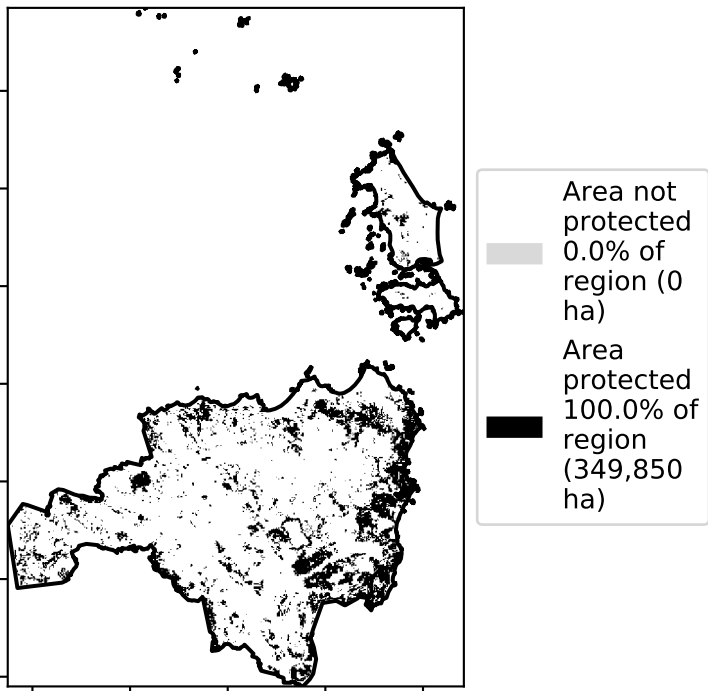 Area not
protected
0.0% of
region (0
ha)
Area
protected
100.0% of
region
(349,850
ha)